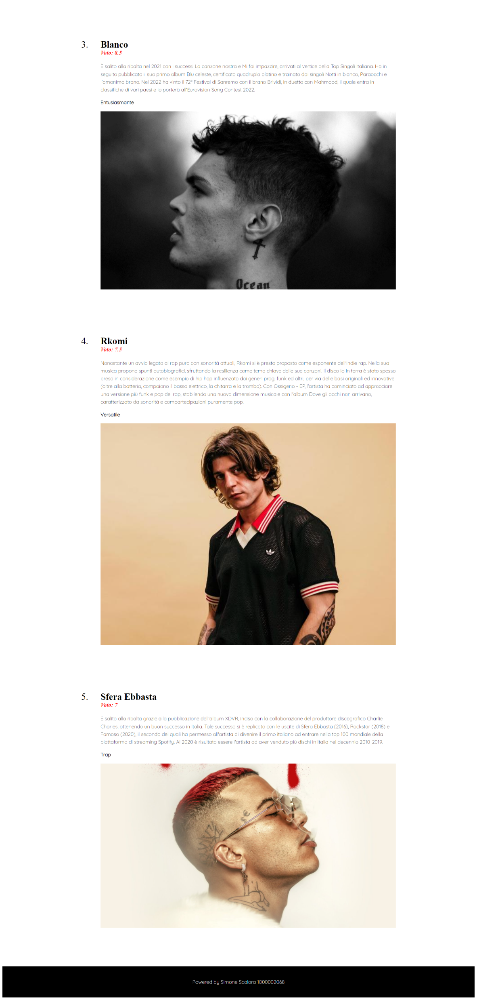 3. Blanco
Voto: 8.5
È salito alla ribalta nel 2021 con i successi La canzone nostra e Mi fai impazzire, arrivati al vertice della Top Singoli italiana. Ha in
seguito pubblicato il suo primo album Blu celeste, certificato quadruplo platino e trainato dai singoli Notti in bianco, Paraocchi e
l'omonimo brano. Nel 2022 ha vinto il 72º Festival di Sanremo con il brano Brividi, in duetto con Mahmood, il quale entra in
classifiche di vari paesi e lo porterà all'Eurovision Song Contest 2022.
Entusiasmante
Ocean
4. Rkomi
Voto: 7.5
Nonostante un avvio legato al rap puro con sonorità attuali, Rkomi si è presto proposto come esponente dell'indie rap. Nella sua
musica propone spunti autobiografici, sfruttando la resilienza come tema chiave delle sue canzoni. Il disco Io in terra è stato spesso
preso in considerazione come esempio di hip hop influenzato dai generi prog, funk ed altri, per via delle basi originali ed innovative
(oltre alla batteria, compaiono il basso elettrico, la chitarra e la tromba). Con Ossigeno - EP, l'artista ha cominciato ad approcciare
una versione più funk e pop del rap, stabilendo una nuova dimensione musicale con l'album Dove gli occhi non arrivano,
caratterizzato da sonorità e compartecipazioni puramente pop.
Versatile
5. Sfera Ebbasta
Voto: 7
È salito alla ribalta grazie alla pubblicazione dell'album XDVR, inciso con la collaborazione del produttore discografico Charlie
Charles, ottenendo un buon successo in Italia. Tale successo si è replicato con le uscite di Sfera Ebbasta (2016), Rockstar (2018) e
Famoso (2020), il secondo dei quali ha permesso all'artista di divenire il primo italiano ad entrare nella top 100 mondiale della
piattaforma di streaming Spotify. Al 2020 è risultato essere l'artista ad aver venduto più dischi in Italia nel decennio 2010-2019.
Trap
$€
Powered by Simone Scalora 1000002068